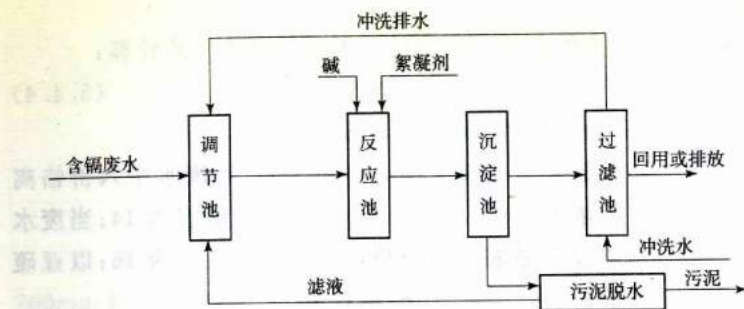 冲洗排水
碱
絮凝剂
含镉废水
调节池
反应池
沉淀池
过滤池
回用或排放
冲洗水
滤液
污泥脱水
污泥